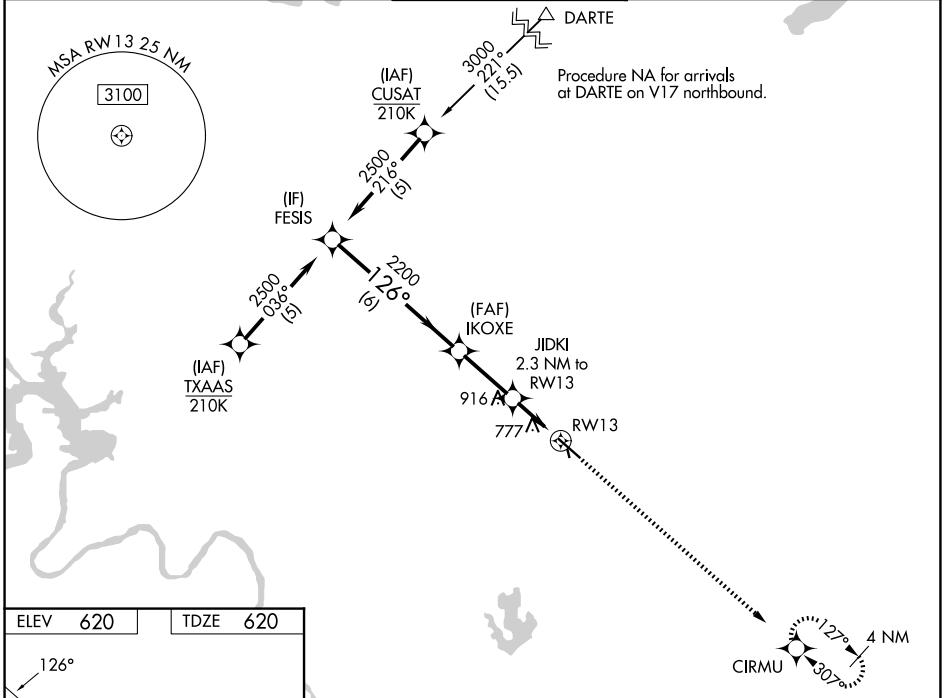 DARTE
MSA RW13 25 NM
3100
3000
221°
(15.5)
Procedure NA for arrivals
at DARTE on V17 northbound.
(IAF)
CUSAT
210K
2500
216°
(5)
(IF)
FESIS
2500
036°
(5)
2200
126°
(6)
(FAF)
IKOXE
(IAF)
TXAAS
210K
JIDKI
2.3 NM to
RW13
916
777
RW13
ELEV 620
TDZE 620
126°
127°
4 NM
307°
CIRMU